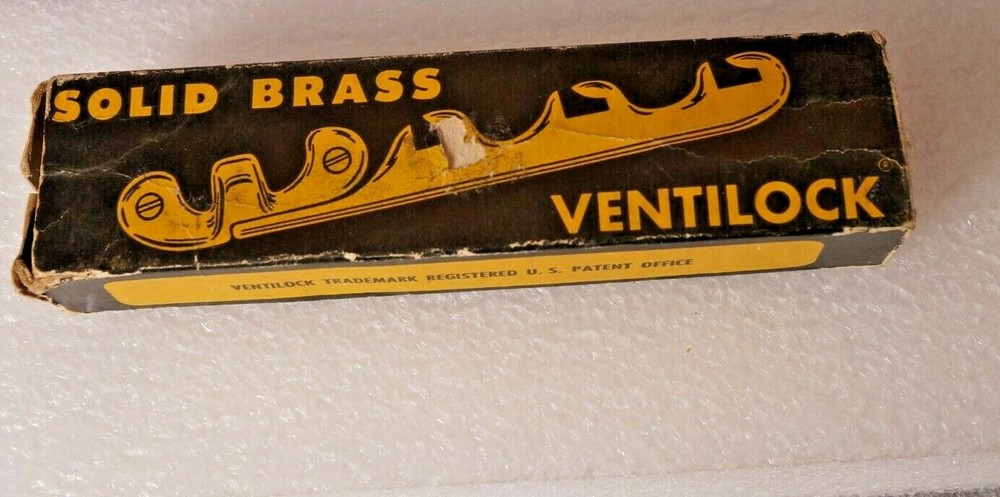 SOLID BRASS
VENTILOCK®
VENTILOCK TRADEMARK REGISTERED U. S. PATENT OFFICE